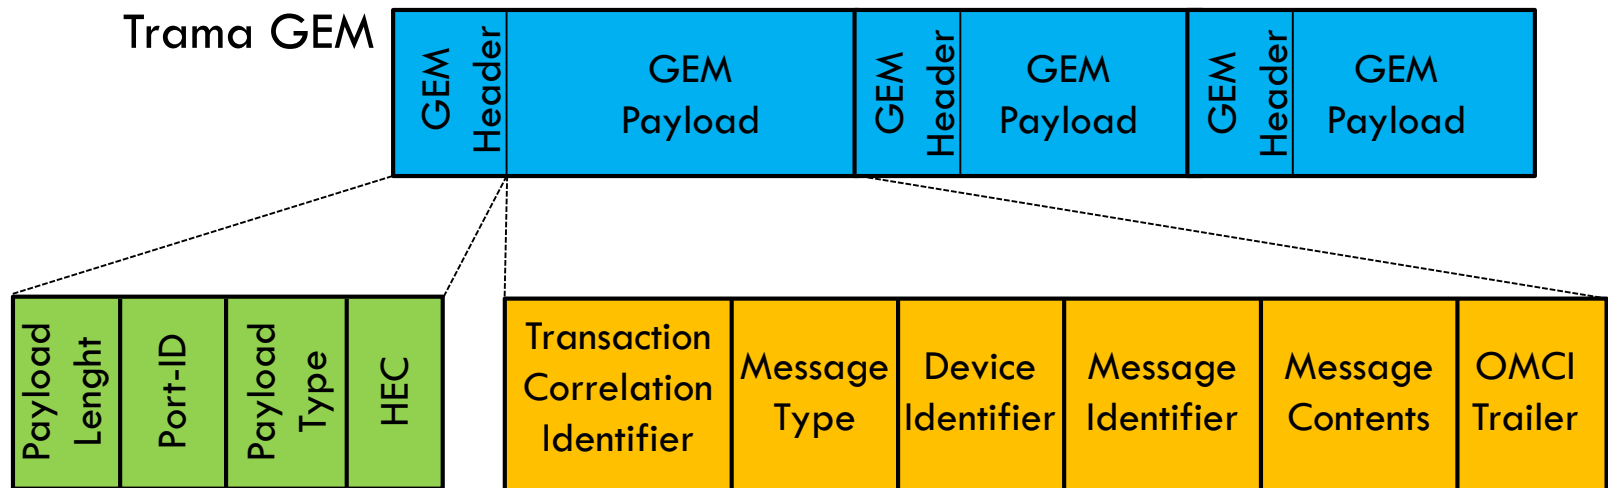 Trama GEM
GEM
Header
GEM
Payload
GEM
Header
GEM
Payload
GEM
Header
GEM
Payload
Payload
Lenght
Port-ID
Payload
Type
HEC
Transaction
Correlation
Identifier
Message
Type
Device
Identifier
Message
Identifier
Message
Contents
OMCI
Trailer